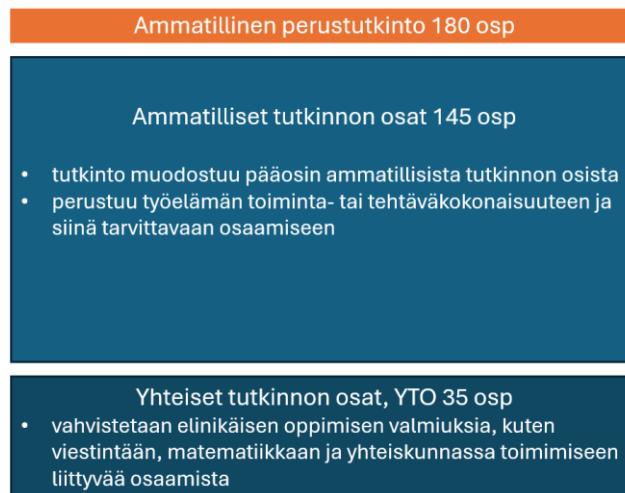 Ammatillinen perustutkinto 180 osp
Ammatilliset tutkinnon osat 145 osp
• tutkinto muodostuu pääosin ammatillisista tutkinnon osista
• perustuu työelämän toiminta- tai tehtäväkokonaisuuteen ja
siinä tarvittavaan osaamiseen
Yhteiset tutkinnon osat, YTO 35 osp
• vahvistetaan elinikäisen oppimisen valmiuksia, kuten
viestintään, matematiikkaan ja yhteiskunnassa toimimiseen
liittyvää osaamista